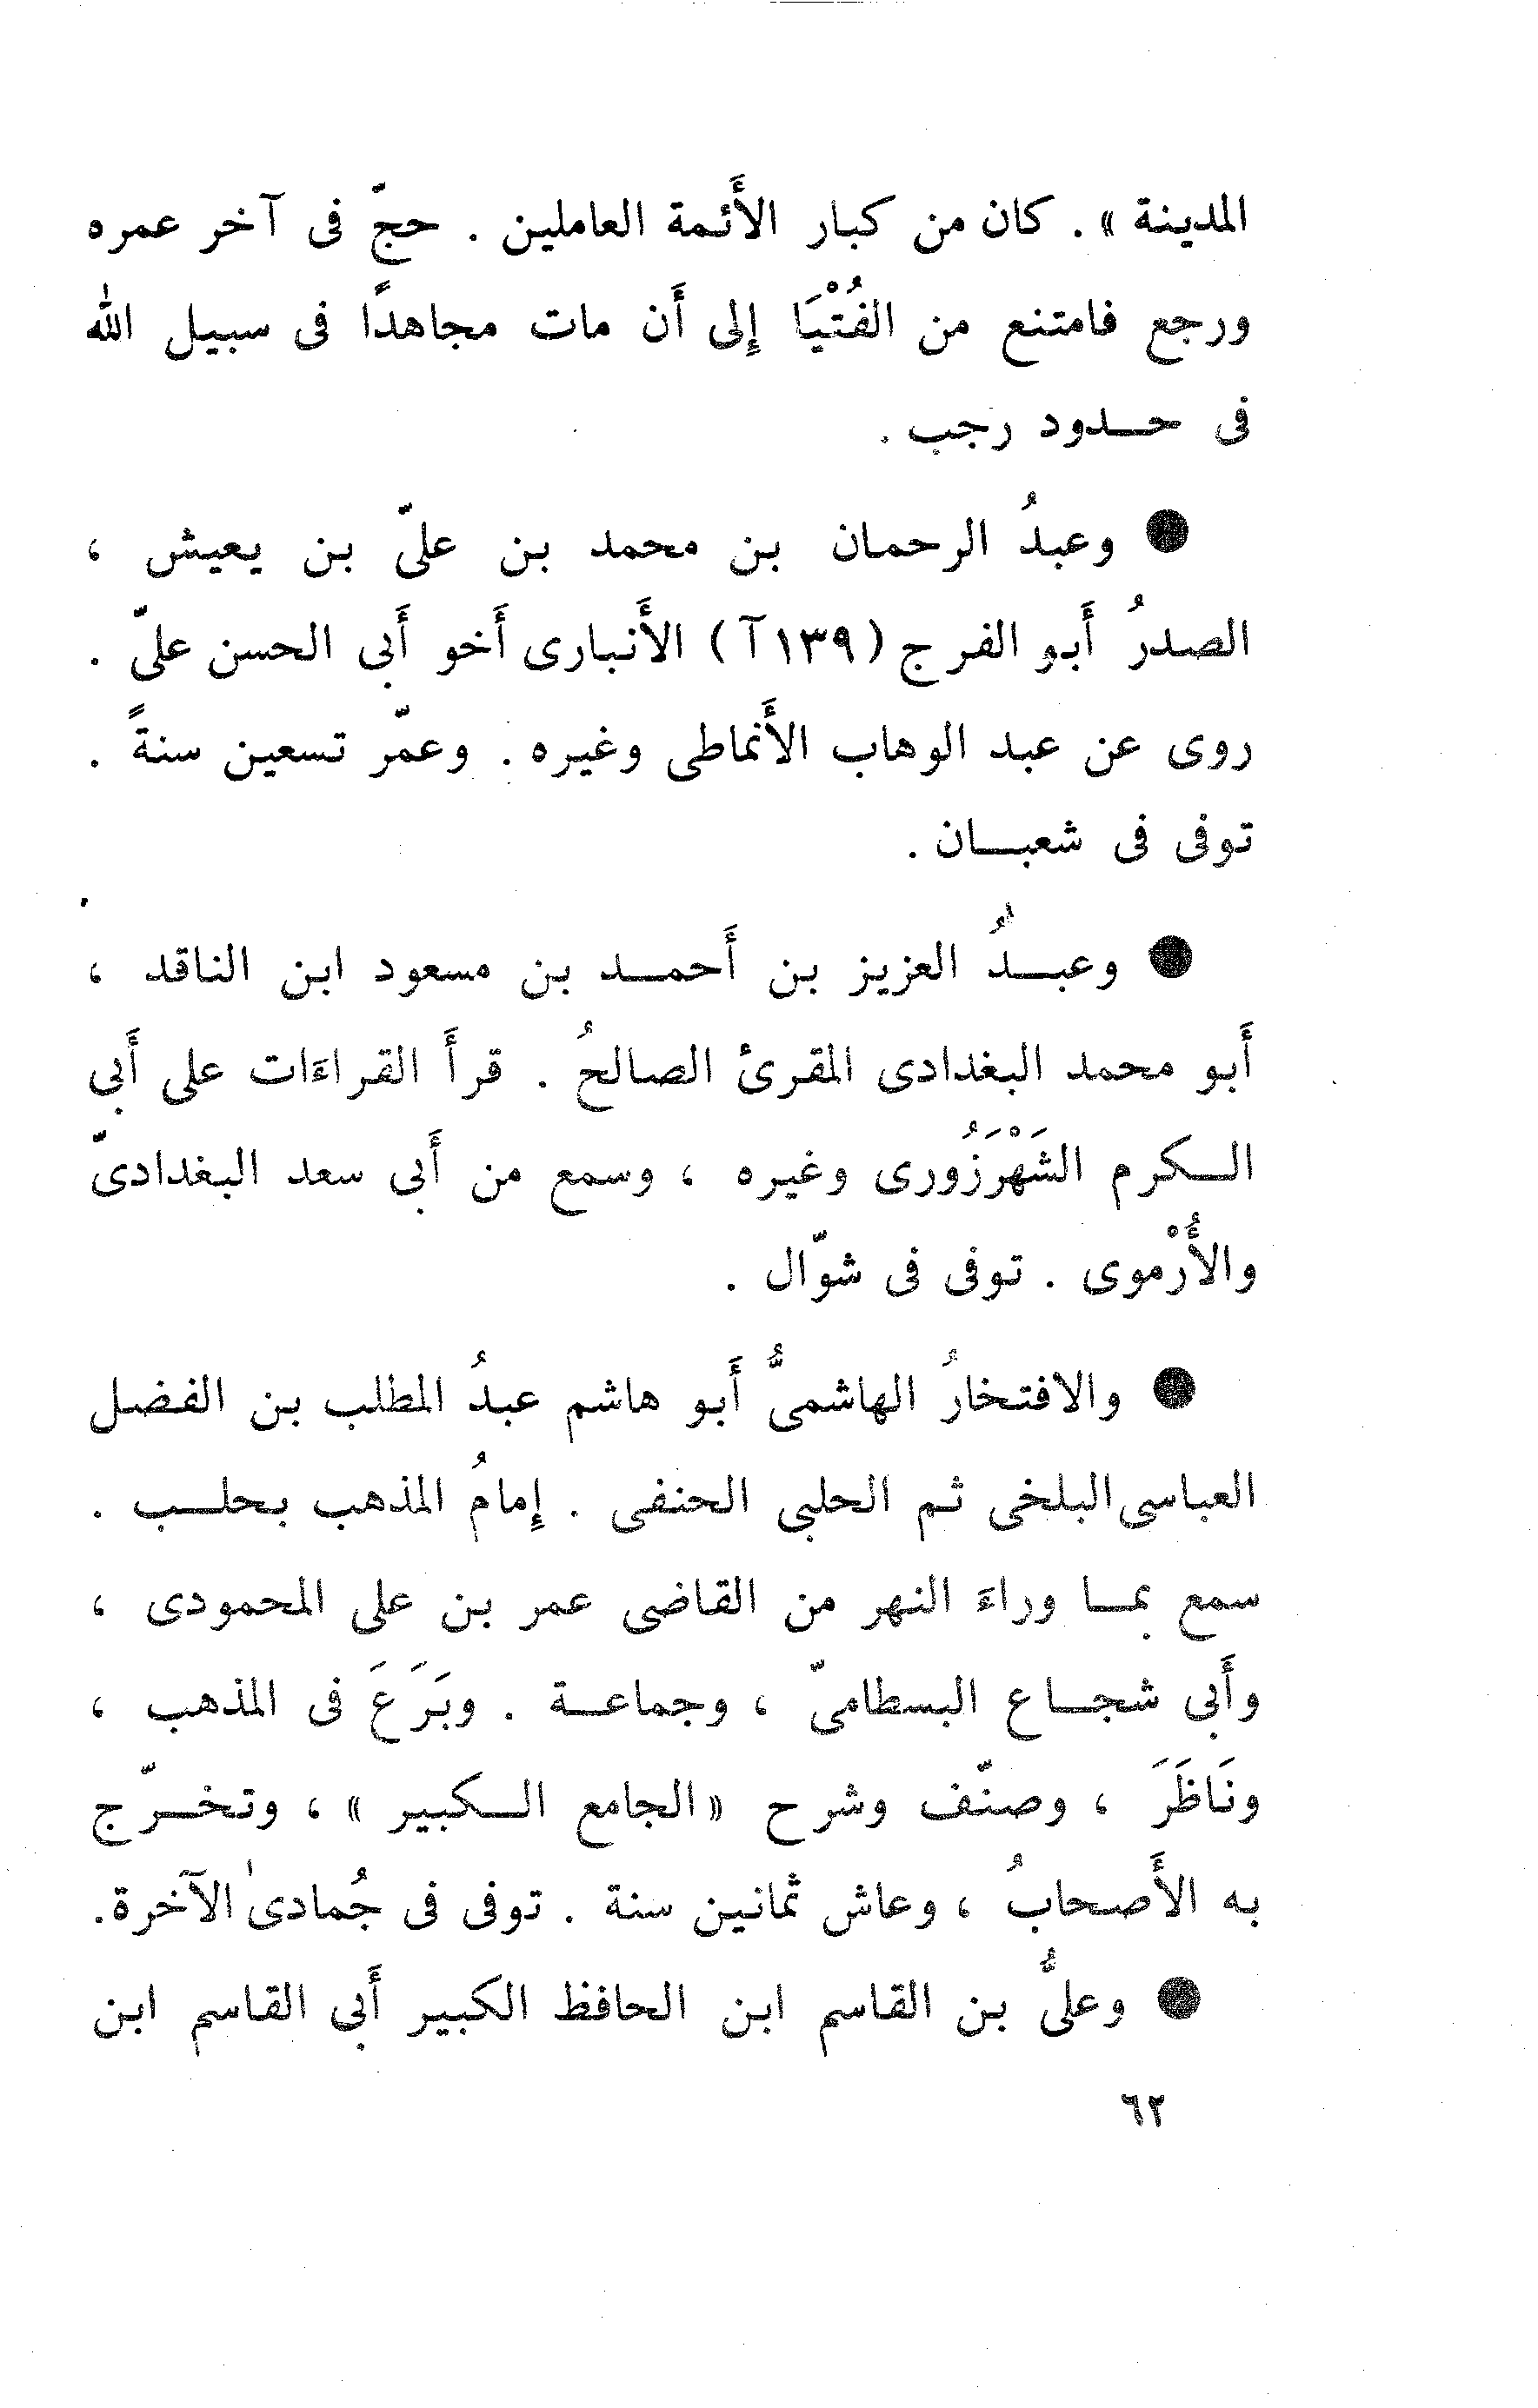 المدينة » . كان من كبار الأَئمة العاملين . حجّ فى آخر عمره
ورجع فامتنع من الفُتْيَا إلى أَن مات مجاهدًا فى سبيل الله
فى حدود رجب .
● وعبدُ الرحمان بن محمد بن علىّ بن يعيش ،
الصدرُ أَبو الفرج (١٣٩آ) الأَنبارى أَخو أَبى الحسن علىّ .
روى عن عبد الوهاب الأَنماطى وغيره . وعمّر تسعين سنةً .
توفى فى شعبان .
● وعبدُ العزيز بن أَحمد بن مسعود ابن الناقد ،
أَبو محمد البغدادى المقرئ الصالحُ . قرأَ القراءَات على أَبى
الكرم الشَهْرَزُورى وغيره ، وسمع من أَبى سعد البغدادىّ
والأُرْموى . توفى فى شوّال .
● والافتخارُ الهاشمىُّ أَبو هاشم عبدُ المطلب بن الفضل
العباسى البلخى ثم الحلبى الحنفى . إمامُ المذهب بحلب .
سمع بما وراءَ النهر من القاضى عمر بن على المحمودى ،
وأَبى شجاع البسطامىّ ، وجماعة . وبَرَعَ فى المذهب ،
ونَاظَرَ ، وصنّف وشرح « الجامع الكبير » ، وتخرّج
به الأَصحابُ ، وعاش ثمانين سنة . توفى فى جُمادىٰ الآخرة.
● وعلىُّ بن القاسم ابن الحافظ الكبير أَبى القاسم ابن
٦٢